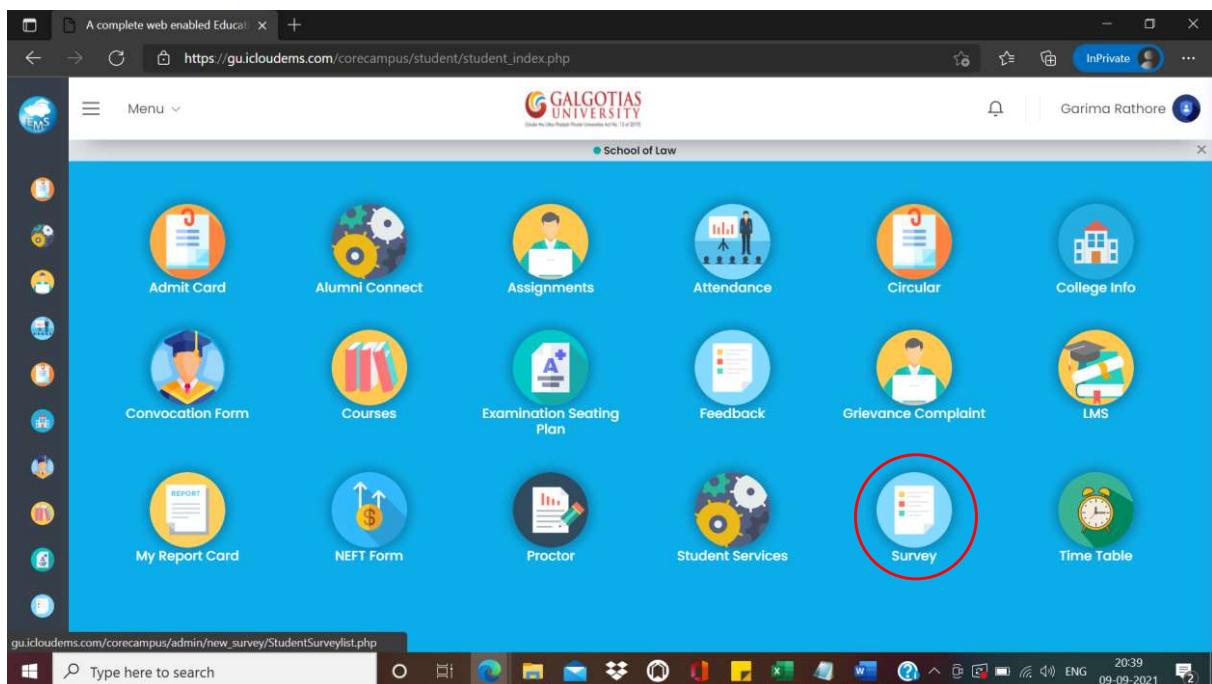 A complete web enabled Educati
https://gu.icloudems.com/corecampus/student/student_index.php
InPrivate
EMS
Menu
GALGOTIAS
UNIVERSITY
Garima Rathore
School of Law
Admit Card
Alumni Connect
Assignments
Attendance
Circular
College Info
Convocation Form
Courses
Examination Seating
Plan
Feedback
Grievance Complaint
LMS
REPORT
My Report Card
NEFT Form
Proctor
Student Services
Survey
Time Table
gu.icloudems.com/corecampus/admin/new_survey/StudentSurveylist.php
Type here to search
ENG
20:39
09-09-2021
2